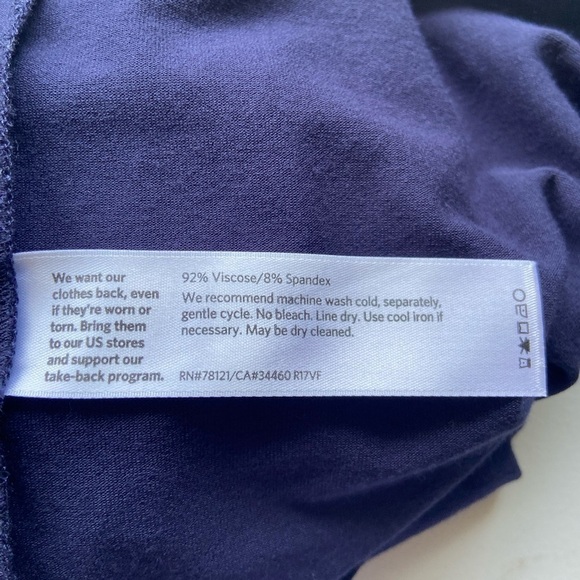 We want our
clothes back, even
if they're worn or
torn. Bring them
to our US stores
and support our
take-back program.
92% Viscose/8% Spandex
We recommend machine wash cold, separately,
gentle cycle. No bleach. Line dry. Use cool iron if
necessary. May be dry cleaned.
RN#78121/CA#34460 R17VF